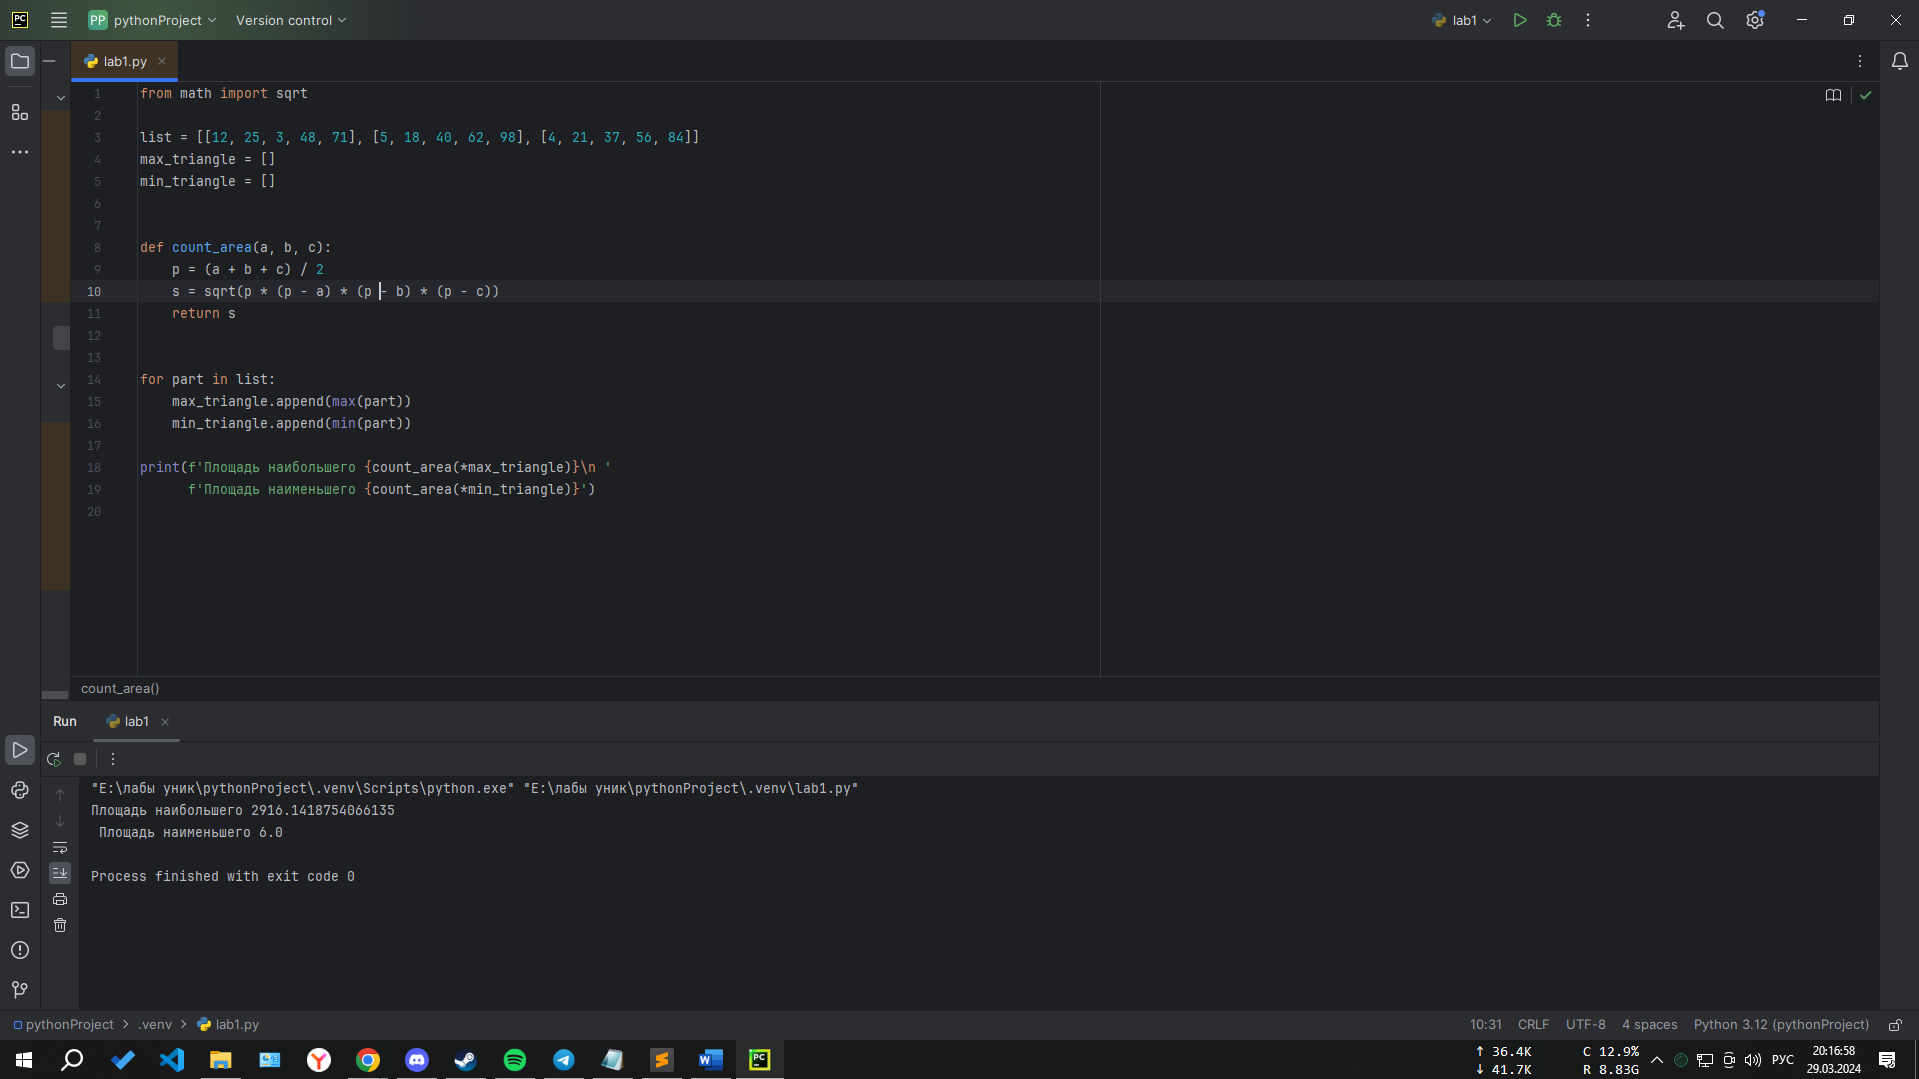 PC PP pythonProject Version control lab1
lab1.py
1 from math import sqrt
2
3 list = [[12, 25, 3, 48, 71], [5, 18, 40, 62, 98], [4, 21, 37, 56, 84]]
4 max_triangle = []
5 min_triangle = []
6
7
8 def count_area(a, b, c):
9 p = (a + b + c) / 2
10 s = sqrt(p * (p - a) * (p - b) * (p - c))
11 return s
12
13
14 for part in list:
15 max_triangle.append(max(part))
16 min_triangle.append(min(part))
17
18 print(f'Площадь наибольшего {count_area(*max_triangle)}\n '
19 f'Площадь наименьшего {count_area(*min_triangle)}')
20
count_area()
Run lab1
"E:\лабы уник\pythonProject\.venv\Scripts\python.exe" "E:\лабы уник\pythonProject\.venv\lab1.py"
Площадь наибольшего 2916.1418754066135
Площадь наименьшего 6.0
Process finished with exit code 0
pythonProject > .venv > lab1.py 10:31 CRLF UTF-8 4 spaces Python 3.12 (pythonProject)
↑ 36.4K C 12.9% 20:16:58
↓ 41.7K R 8.83G РУС 29.03.2024